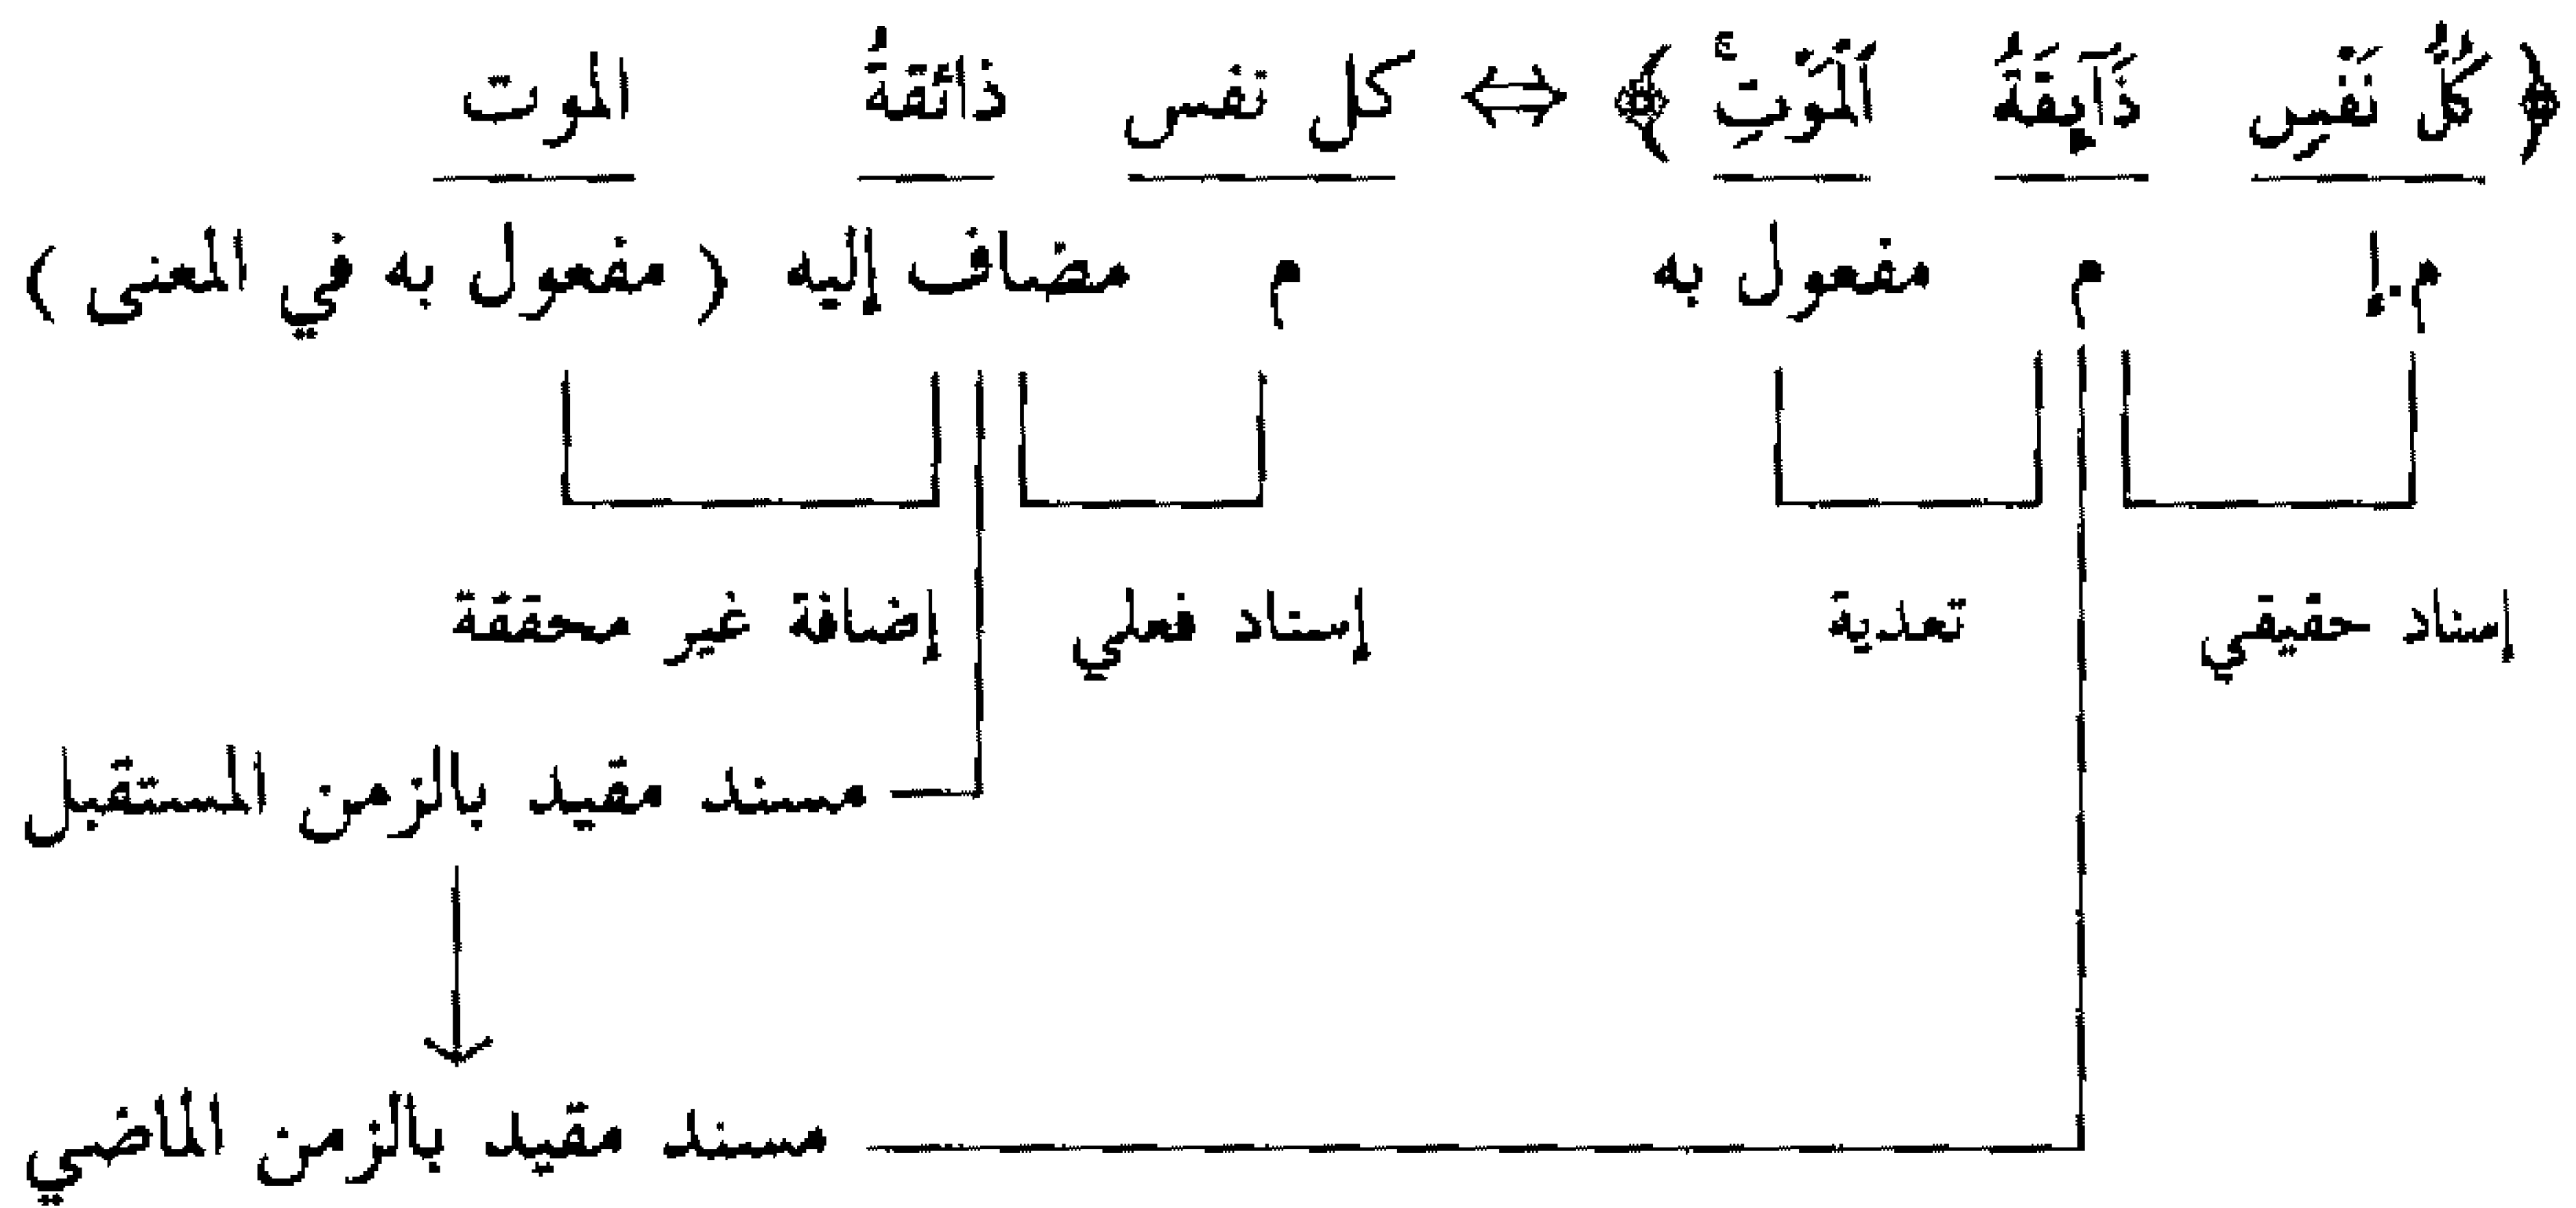 ﴿ كُلُّ نَفْسٍ ذَآىِٕقَةُ ٱلْمَوْتِۗ ﴾ ⇔ كل نفس ذائقةُ الموت
م.إ م مفعول به م مضاف إليه ( مفعول به في المعنى )
إسناد حقيقي تعدية إسناد فعلي إضافة غير محققة
مسند مقيد بالزمن المستقبل
مسند مقيد بالزمن الماضي